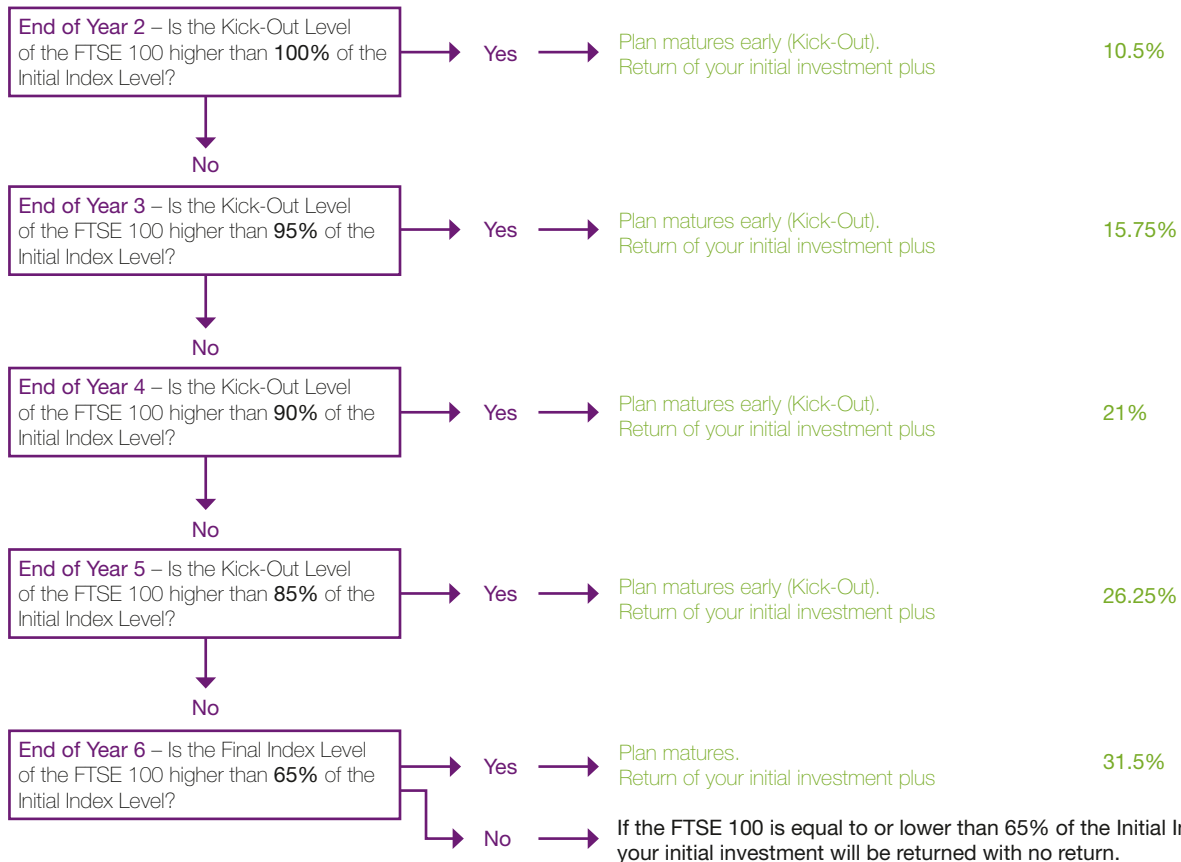 End of Year 2 – Is the Kick-Out Level
of the FTSE 100 higher than 100% of the
Initial Index Level?
Yes
Plan matures early (Kick-Out).
Return of your initial investment plus
10.5%
No
End of Year 3 – Is the Kick-Out Level
of the FTSE 100 higher than 95% of the
Initial Index Level?
Yes
Plan matures early (Kick-Out).
Return of your initial investment plus
15.75%
No
End of Year 4 – Is the Kick-Out Level
of the FTSE 100 higher than 90% of the
Initial Index Level?
Yes
Plan matures early (Kick-Out).
Return of your initial investment plus
21%
No
End of Year 5 – Is the Kick-Out Level
of the FTSE 100 higher than 85% of the
Initial Index Level?
Yes
Plan matures early (Kick-Out).
Return of your initial investment plus
26.25%
No
End of Year 6 – Is the Final Index Level
of the FTSE 100 higher than 65% of the
Initial Index Level?
Yes
Plan matures.
Return of your initial investment plus
31.5%
No
If the FTSE 100 is equal to or lower than 65% of the Initial
your initial investment will be returned with no return.